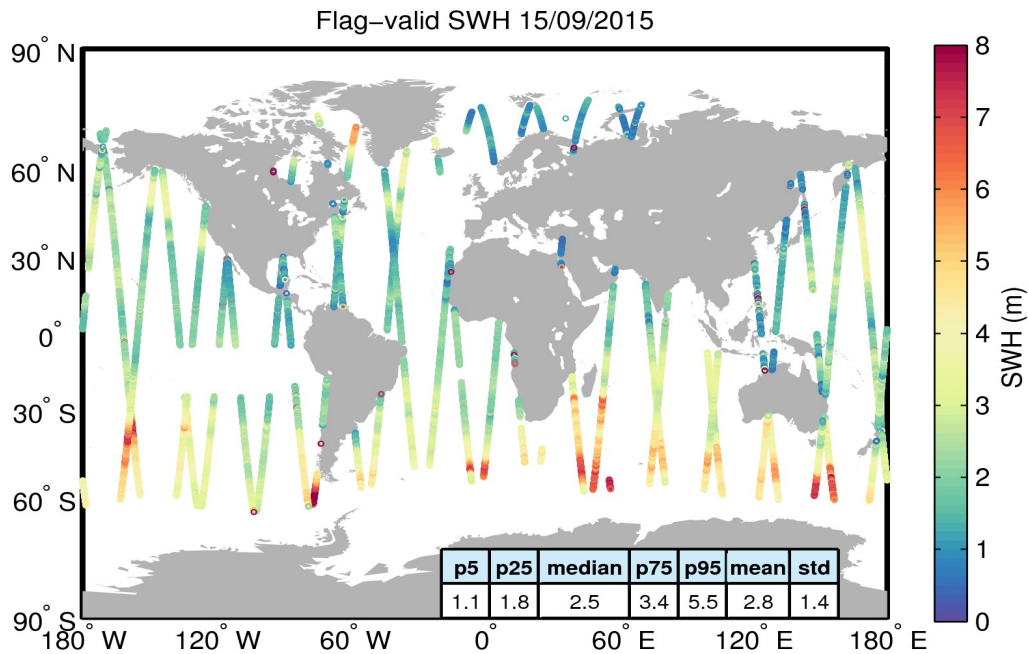 Flag−valid SWH 15/09/2015
90° N
60° N
30° N
0°
30° S
60° S
90° S
180° W
120° W
60° W
0°
60° E
120° E
180° E
p5 p25 median p75 p95 mean std
1.1 1.8 2.5 3.4 5.5 2.8 1.4
8
7
6
5
4
3
2
1
0
SWH (m)